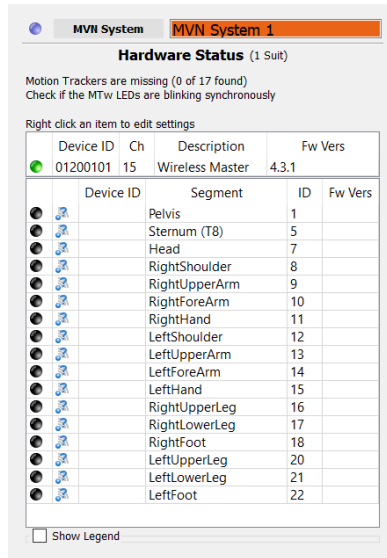 MVN System MVN System 1
Hardware Status (1 Suit)
Motion Trackers are missing (0 of 17 found)
Check if the MTw LEDs are blinking synchronously
Right click an item to edit settings
Device ID Ch Description Fw Vers
01200101 15 Wireless Master 4.3.1
Device ID Segment ID Fw Vers
Pelvis 1
Sternum (T8) 5
Head 7
RightShoulder 8
RightUpperArm 9
RightForeArm 10
RightHand 11
LeftShoulder 12
LeftUpperArm 13
LeftForeArm 14
LeftHand 15
RightUpperLeg 16
RightLowerLeg 17
RightFoot 18
LeftUpperLeg 20
LeftLowerLeg 21
LeftFoot 22
Show Legend